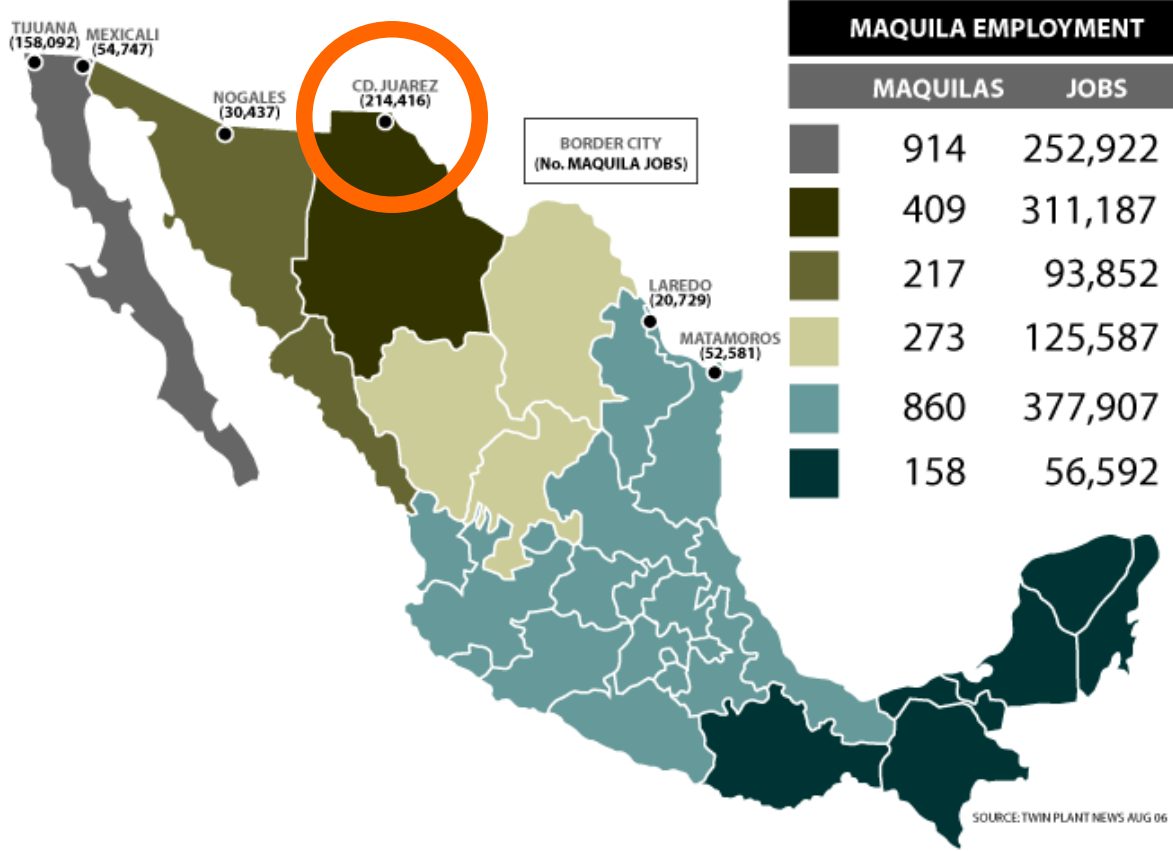 TIJUANA
(158,092)
MEXICALI
(54,747)
NOGALES
(30,437)
CD. JUAREZ
(214,416)
BORDER CITY
(No. MAQUILA JOBS)
LAREDO
(20,729)
MATAMOROS
(52,581)
MAQUILA EMPLOYMENT
MAQUILAS JOBS
914 252,922
409 311,187
217 93,852
273 125,587
860 377,907
158 56,592
SOURCE: TWIN PLANT NEWS AUG 06